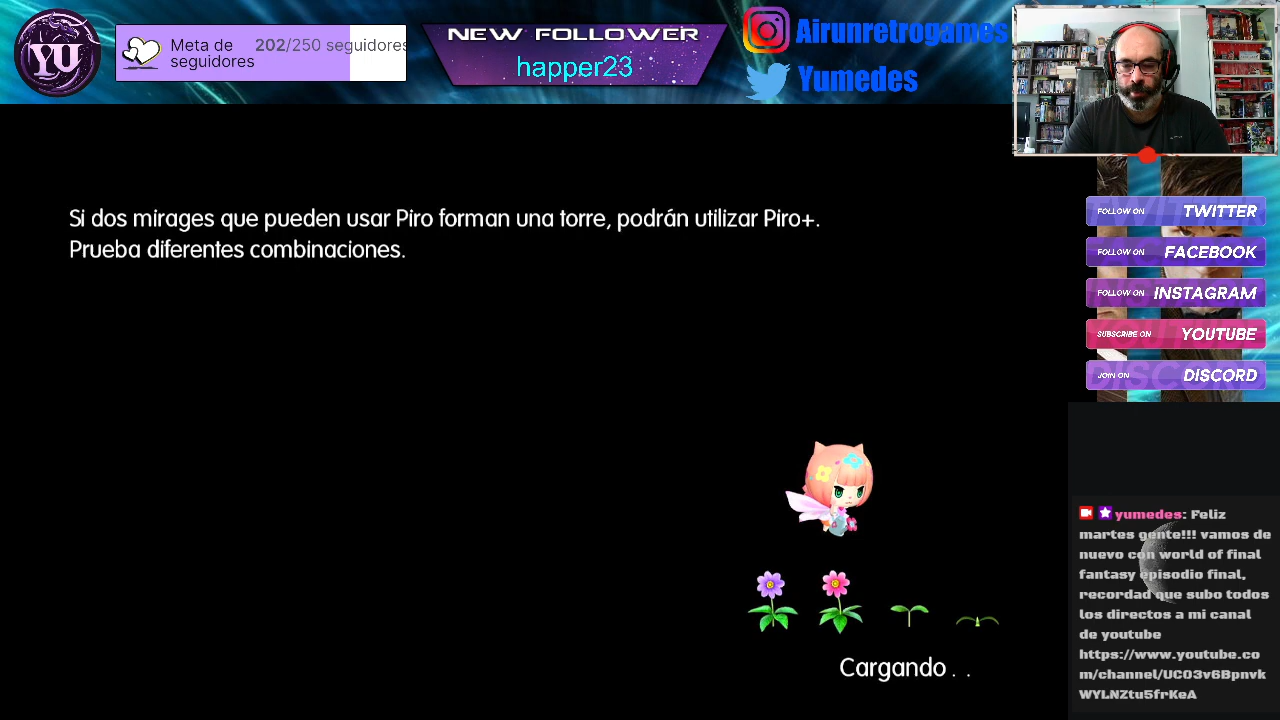 YU
Meta de
seguidores
202/250 seguidores
NEW FOLLOWER
happer23
Airunretrogames
Yumedes
Si dos mirages que pueden usar Piro forman una torre, podrán utilizar Piro+.
Prueba diferentes combinaciones.
Cargando . .
FOLLOW ON TWITTER
FOLLOW ON FACEBOOK
FOLLOW ON INSTAGRAM
SUBSCRIBE ON YOUTUBE
JOIN ON DISCORD
yumedes: Feliz
martes gente!!! vamos de
nuevo con world of final
fantasy episodio final,
recordad que subo todos
los directos a mi canal
de youtube
https://www.youtube.co
m/channel/UC03v6Bpnvk
WYLNZtu5frKeA